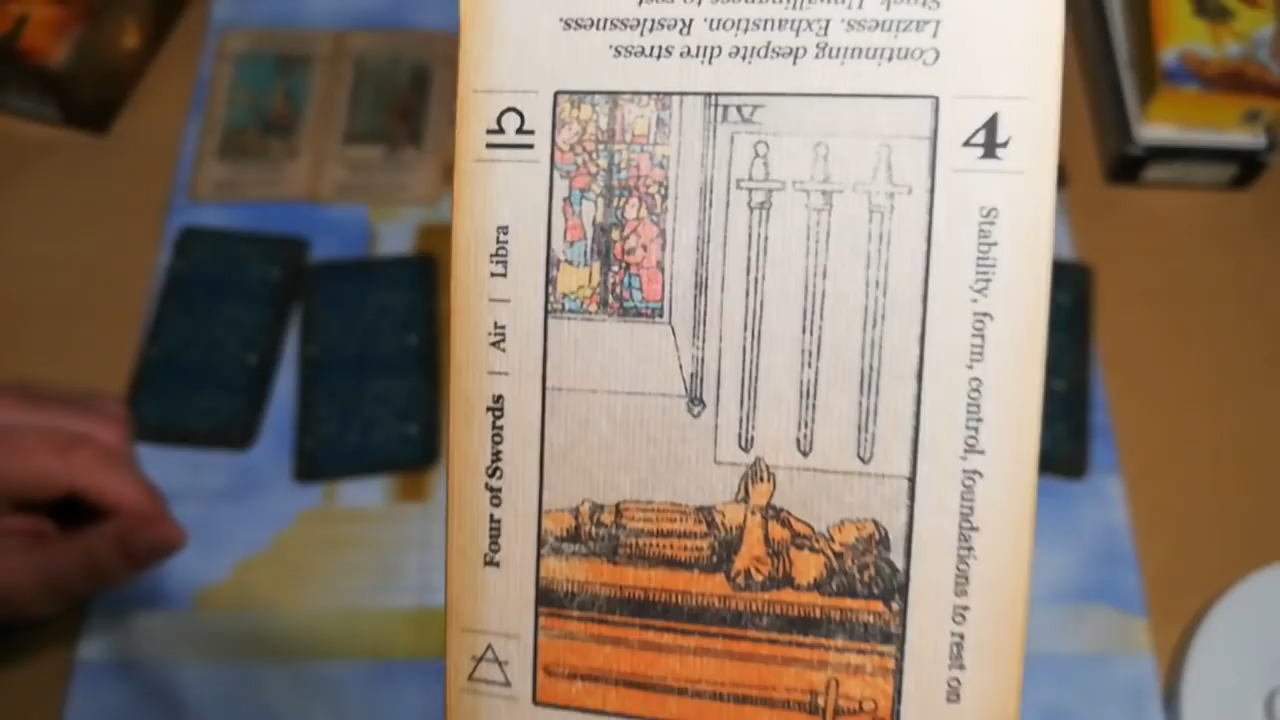 Continuing despite dire stress.
Laziness. Exhaustion. Restlessness.
4
Stability, form, control, foundations to rest on
IV
Four of Swords | Air | Libra